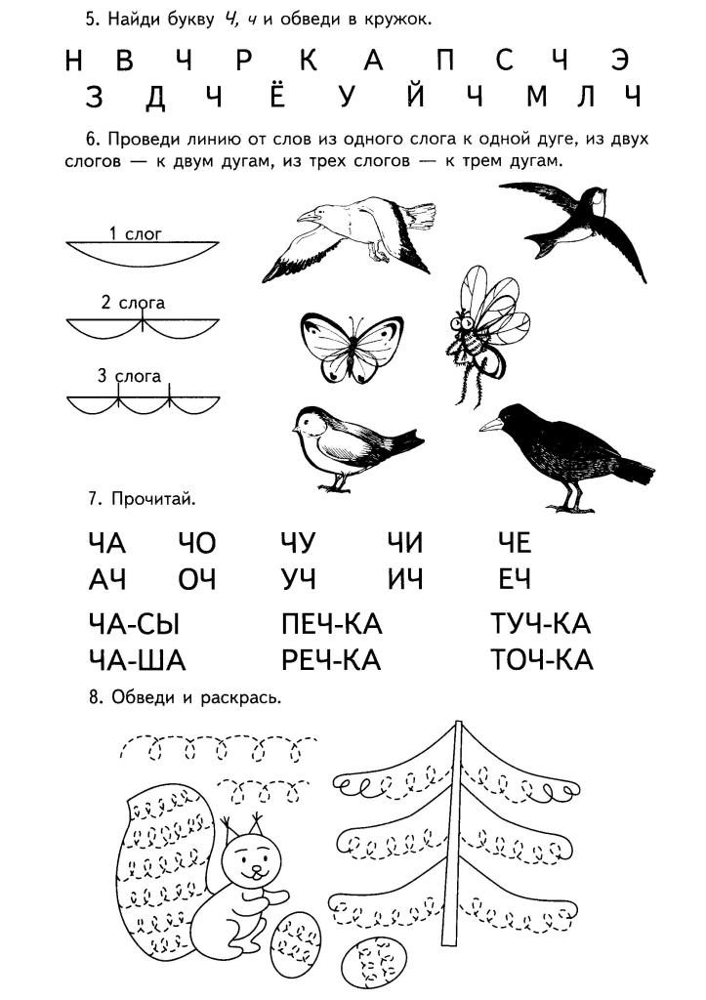 5. Найди букву Ч, ч и обведи в кружок.
Н В Ч Р К А П С Ч Э
З Д Ч Ё У Й Ч М Л Ч
6. Проведи линию от слов из одного слога к одной дуге, из двух
слогов — к двум дугам, из трех слогов — к трем дугам.
1 слог
2 слога
3 слога
7. Прочитай.
ЧА ЧО ЧУ ЧИ ЧЕ
АЧ ОЧ УЧ ИЧ ЕЧ
ЧА-СЫ ПЕЧ-КА ТУЧ-КА
ЧА-ША РЕЧ-КА ТОЧ-КА
8. Обведи и раскрась.